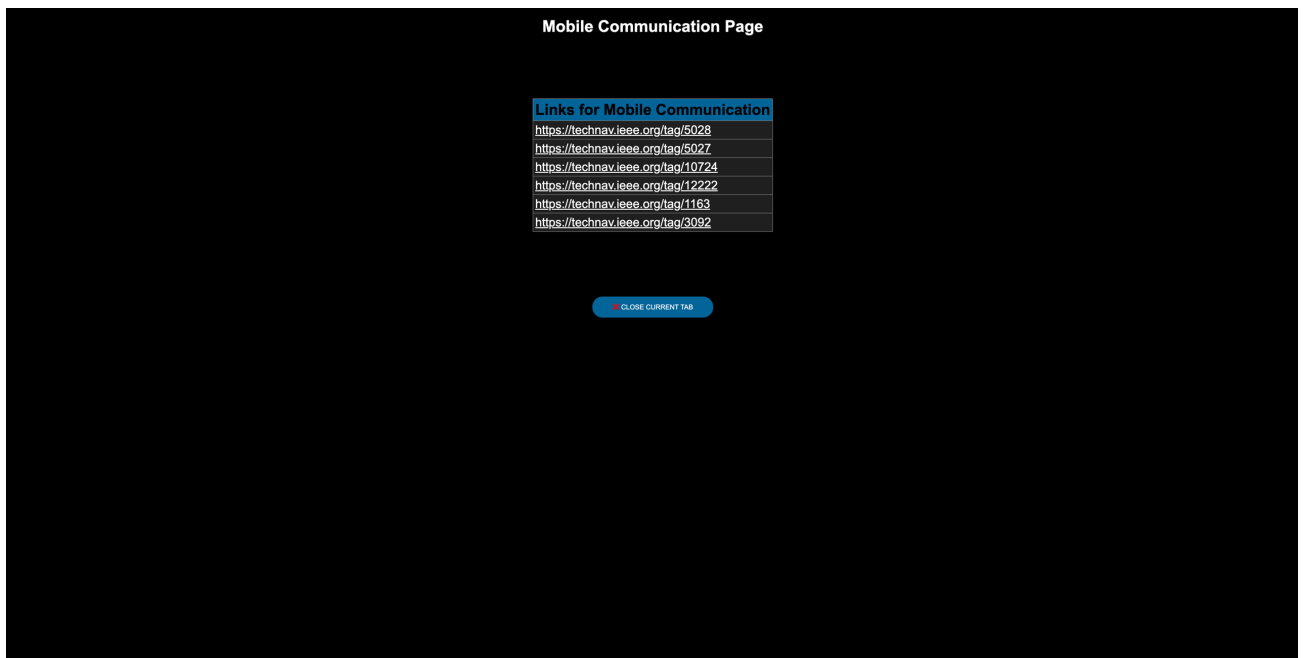 Mobile Communication Page
Links for Mobile Communication
https://technav.ieee.org/tag/5028
https://technav.ieee.org/tag/5027
https://technav.ieee.org/tag/10724
https://technav.ieee.org/tag/12222
https://technav.ieee.org/tag/1163
https://technav.ieee.org/tag/3092
❌ CLOSE CURRENT TAB